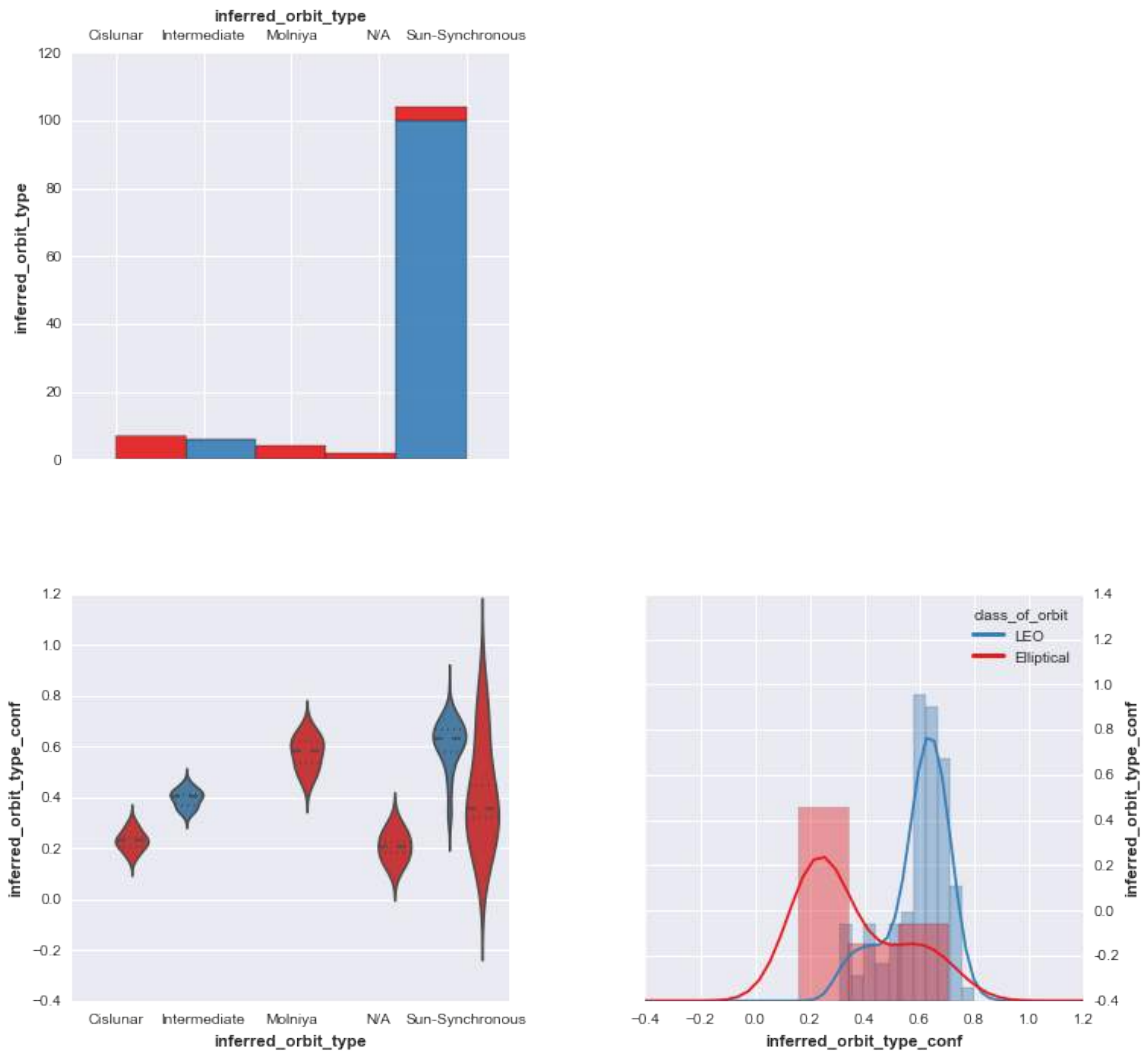 inferred_orbit_type
Cislunar Intermediate Molniya N/A Sun-Synchronous
120
100
80
60
40
20
0
inferred_orbit_type
1.2
1.0
0.8
0.6
0.4
0.2
0.0
−0.2
−0.4
inferred_orbit_type_conf
Cislunar Intermediate Molniya N/A Sun-Synchronous
inferred_orbit_type
class_of_orbit
LEO
Elliptical
1.4
1.2
1.0
0.8
0.6
0.4
0.2
0.0
−0.2
−0.4
inferred_orbit_type_conf
−0.4 −0.2 0.0 0.2 0.4 0.6 0.8 1.0 1.2
inferred_orbit_type_conf